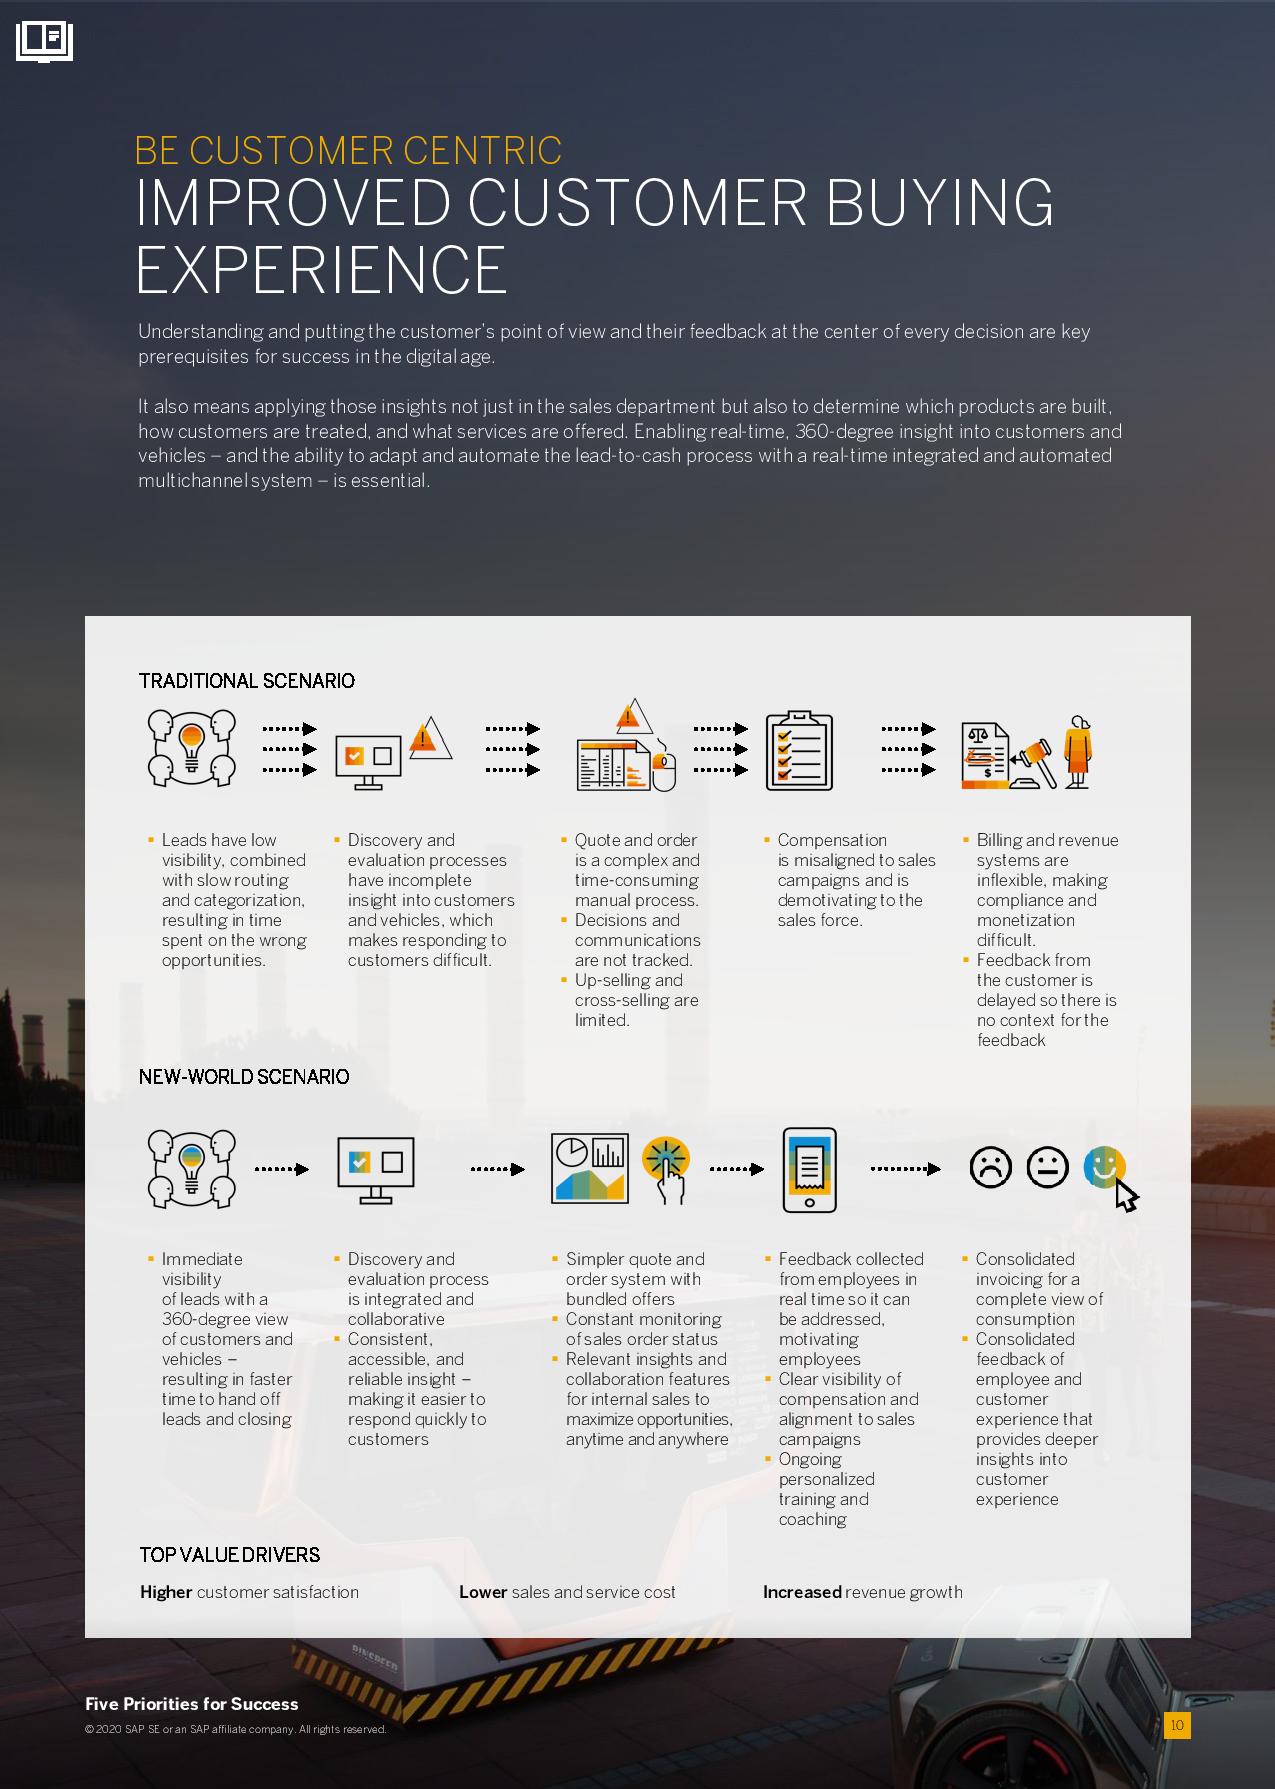 BE CUSTOMER CENTRIC
IMPROVED CUSTOMER BUYING
EXPERIENCE
Understanding and putting the customer's point of view and their feedback at the center of every decision are key
prerequisites for success in the digital age.
It also means applying those insights not just in the sales department but also to determine which products are built,
how customers are treated, and what services are offered. Enabling real-time, 360-degree insight into customers and
vehicles – and the ability to adapt and automate the lead-to-cash process with a real-time integrated and automated
multichannel system – is essential.
TRADITIONAL SCENARIO
Leads have low
visibility, combined
with slow routing
and categorization,
resulting in time
spent on the wrong
opportunities.
Discovery and
evaluation processes
have incomplete
insight into customers
and vehicles, which
makes responding to
customers difficult.
Quote and order
is a complex and
time-consuming
manual process.
Decisions and
communications
are not tracked.
Up-selling and
cross-selling are
limited.
Compensation
is misaligned to sales
campaigns and is
demotivating to the
sales force.
Billing and revenue
systems are
inflexible, making
compliance and
monetization
difficult.
Feedback from
the customer is
delayed so there is
no context for the
feedback
NEW-WORLD SCENARIO
Immediate
visibility
of leads with a
360-degree view
of customers and
vehicles –
resulting in faster
time to hand off
leads and closing
Discovery and
evaluation process
is integrated and
collaborative
Consistent,
accessible, and
reliable insight –
making it easier to
respond quickly to
customers
Simpler quote and
order system with
bundled offers
Constant monitoring
of sales order status
Relevant insights and
collaboration features
for internal sales to
maximize opportunities,
anytime and anywhere
Feedback collected
from employees in
real time so it can
be addressed,
motivating
employees
Clear visibility of
compensation and
alignment to sales
campaigns
Ongoing
personalized
training and
coaching
Consolidated
invoicing for a
complete view of
consumption
Consolidated
feedback of
employee and
customer
experience that
provides deeper
insights into
customer
experience
TOP VALUE DRIVERS
Higher customer satisfaction
Lower sales and service cost
Increased revenue growth
RINSPEED
Five Priorities for Success
© 2020 SAP SE or an SAP affiliate company. All rights reserved.
10